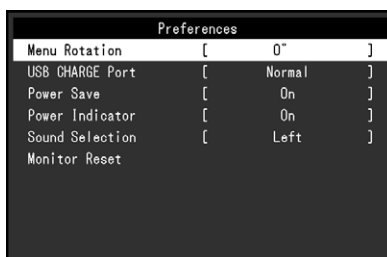 Preferences
Menu Rotation [ 0° ]
USB CHARGE Port [ Normal ]
Power Save [ On ]
Power Indicator [ On ]
Sound Selection [ Left ]
Monitor Reset